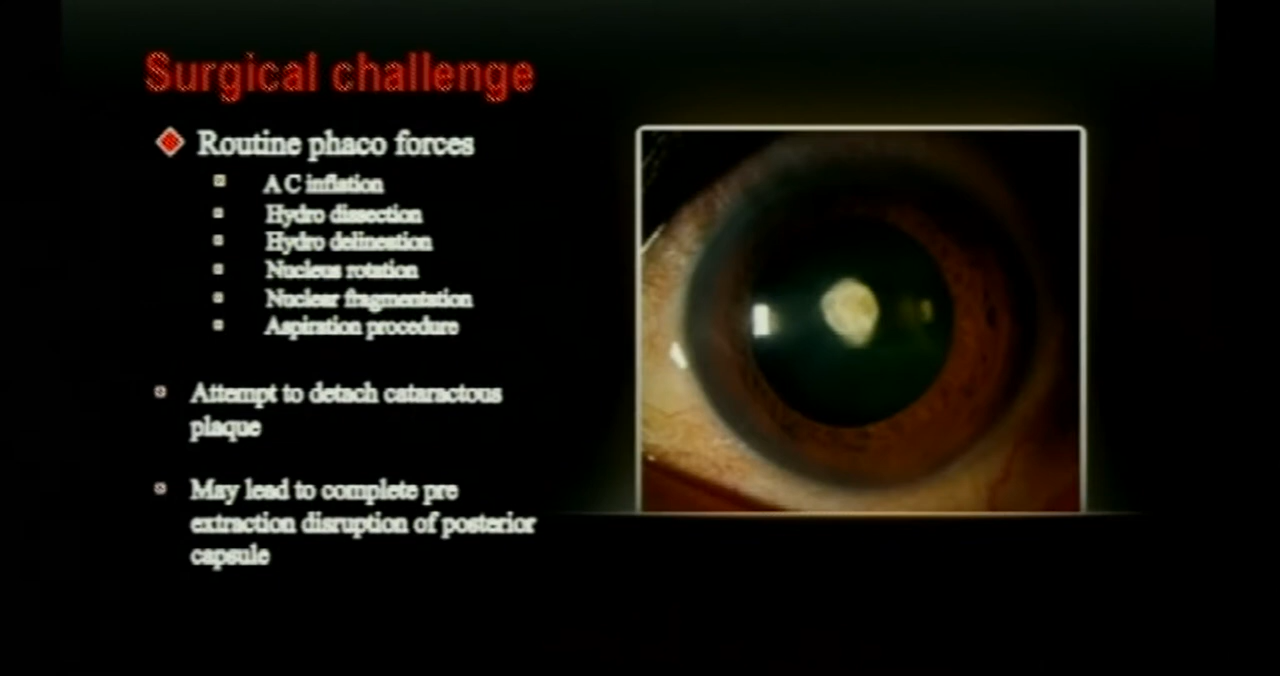 Surgical challenge
Routine phaco forces
A C inflation
Hydro dissection
Hydro delineation
Nucleus rotation
Nuclear fragmentation
Aspiration procedure
Attempt to detach cataractous
plaque
May lead to complete pre
extraction disruption of posterior
capsule